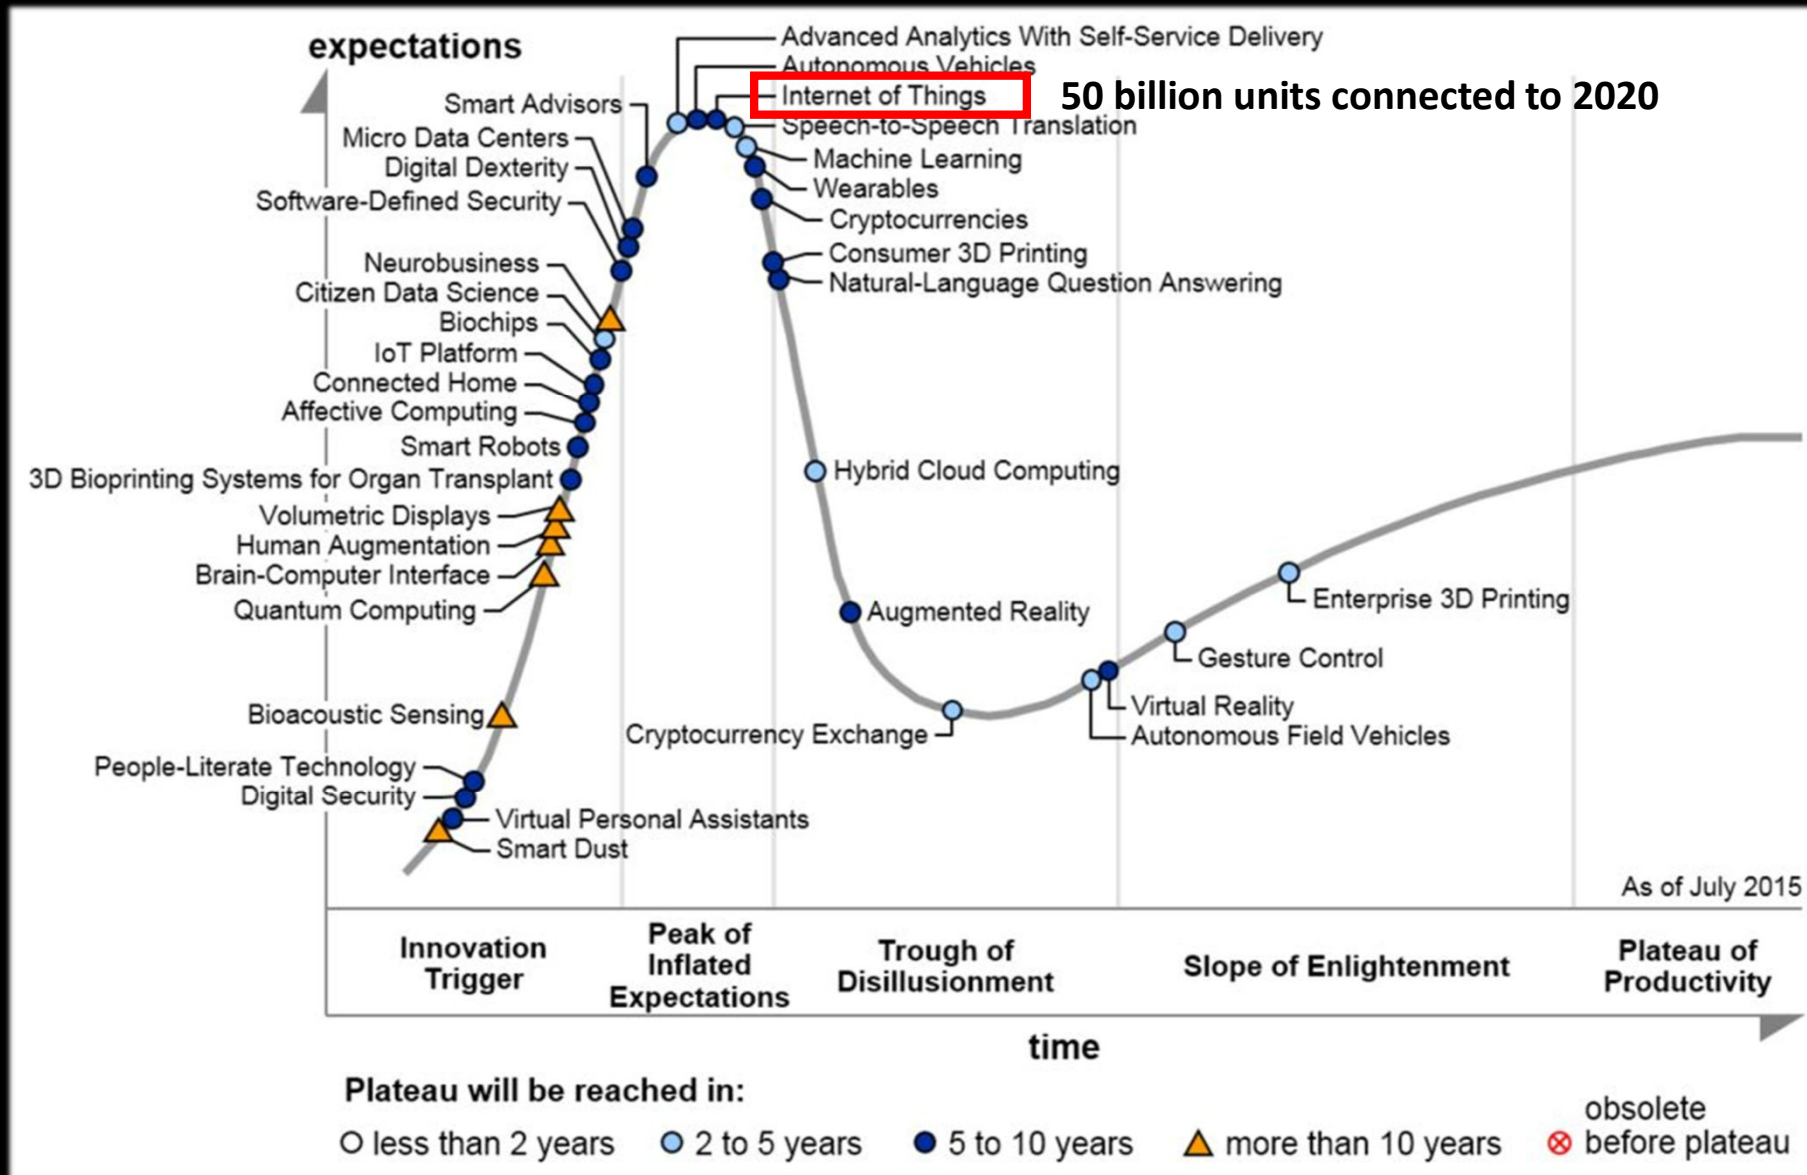 expectations
Advanced Analytics With Self-Service Delivery
Autonomous Vehicles
Internet of Things
50 billion units connected to 2020
Speech-to-Speech Translation
Machine Learning
Wearables
Cryptocurrencies
Consumer 3D Printing
Natural-Language Question Answering
Smart Advisors
Micro Data Centers
Digital Dexterity
Software-Defined Security
Neurobusiness
Citizen Data Science
Biochips
IoT Platform
Connected Home
Affective Computing
Smart Robots
3D Bioprinting Systems for Organ Transplant
Volumetric Displays
Human Augmentation
Brain-Computer Interface
Quantum Computing
Bioacoustic Sensing
People-Literate Technology
Digital Security
Virtual Personal Assistants
Smart Dust
Hybrid Cloud Computing
Augmented Reality
Cryptocurrency Exchange
Enterprise 3D Printing
Gesture Control
Virtual Reality
Autonomous Field Vehicles
As of July 2015
Innovation
Trigger
Peak of
Inflated
Expectations
Trough of
Disillusionment
Slope of Enlightenment
Plateau of
Productivity
time
Plateau will be reached in:
less than 2 years
2 to 5 years
5 to 10 years
more than 10 years
obsolete
before plateau